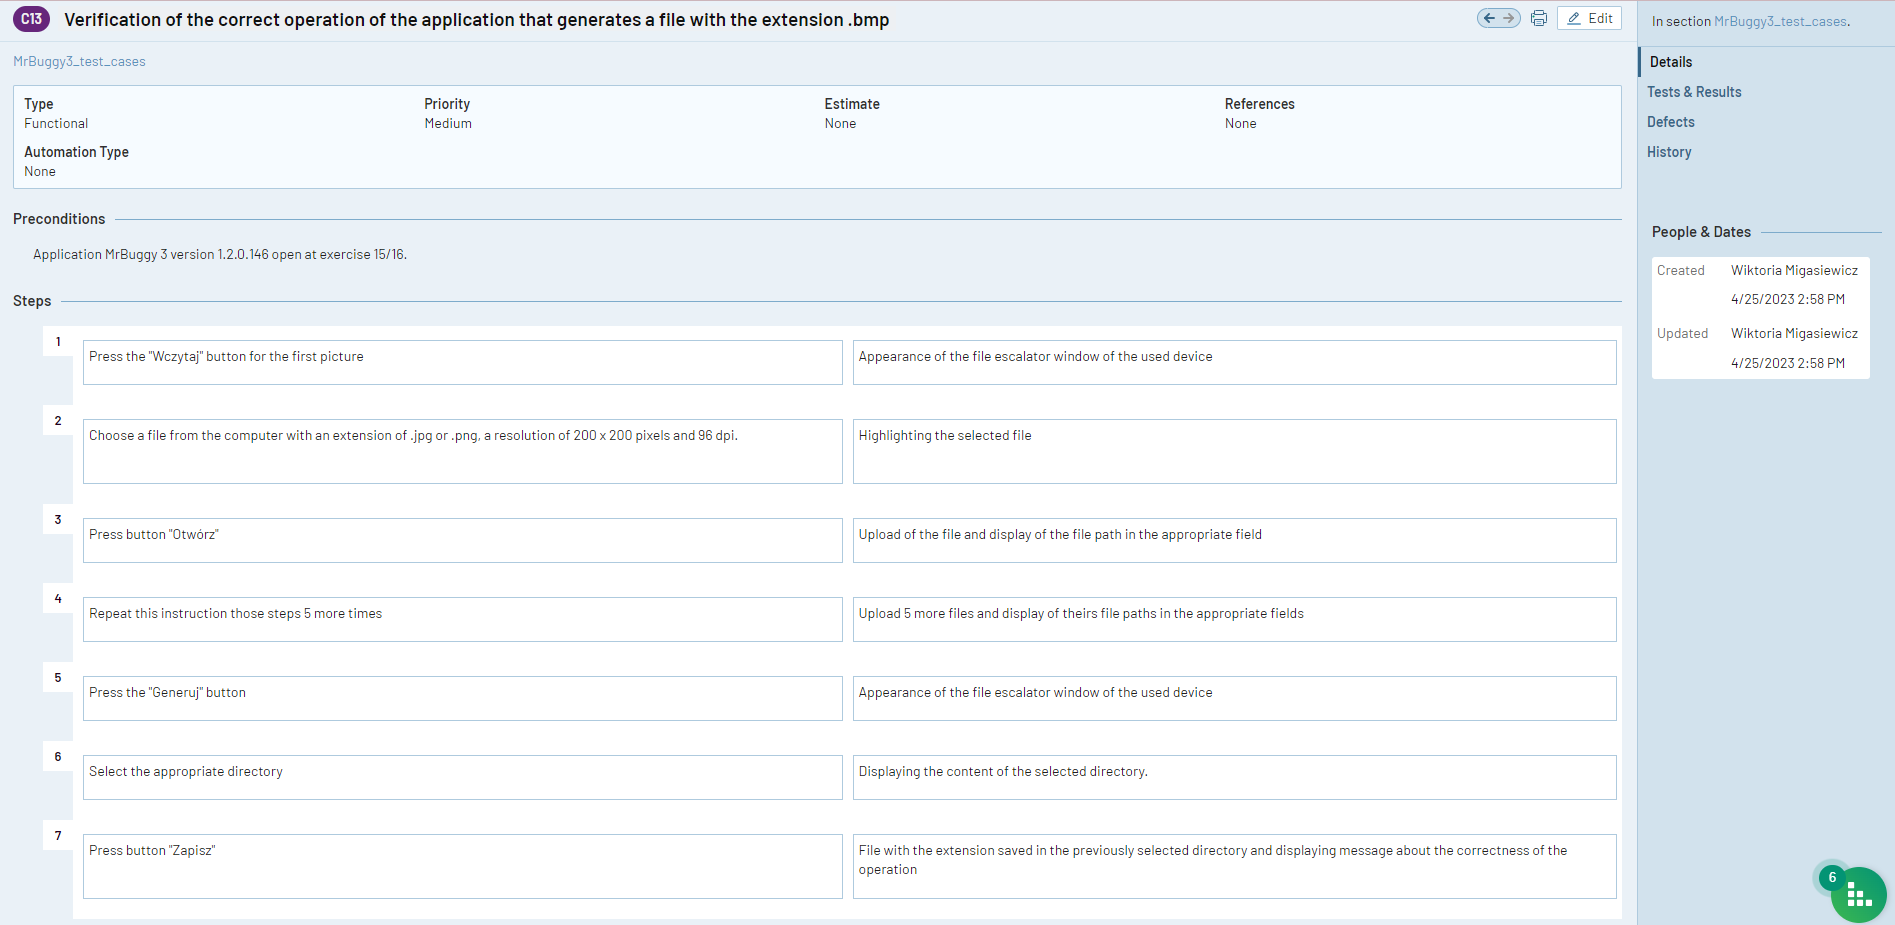 C13 Verification of the correct operation of the application that generates a file with the extension .bmp
Edit
MrBuggy3_test_cases
Type Priority Estimate References
Functional Medium None None
Automation Type
None
Preconditions
Application MrBuggy 3 version 1.2.0.146 open at exercise 15/16.
Steps
1
Press the "Wczytaj" button for the first picture
Appearance of the file escalator window of the used device
2
Choose a file from the computer with an extension of .jpg or .png, a resolution of 200 x 200 pixels and 96 dpi.
Highlighting the selected file
3
Press button "Otwórz"
Upload of the file and display of the file path in the appropriate field
4
Repeat this instruction those steps 5 more times
Upload 5 more files and display of theirs file paths in the appropriate fields
5
Press the "Generuj" button
Appearance of the file escalator window of the used device
6
Select the appropriate directory
Displaying the content of the selected directory.
7
Press button "Zapisz"
File with the extension saved in the previously selected directory and displaying message about the correctness of the
operation
In section MrBuggy3_test_cases.
Details
Tests & Results
Defects
History
People & Dates
Created Wiktoria Migasiewicz
4/25/2023 2:58 PM
Updated Wiktoria Migasiewicz
4/25/2023 2:58 PM
6